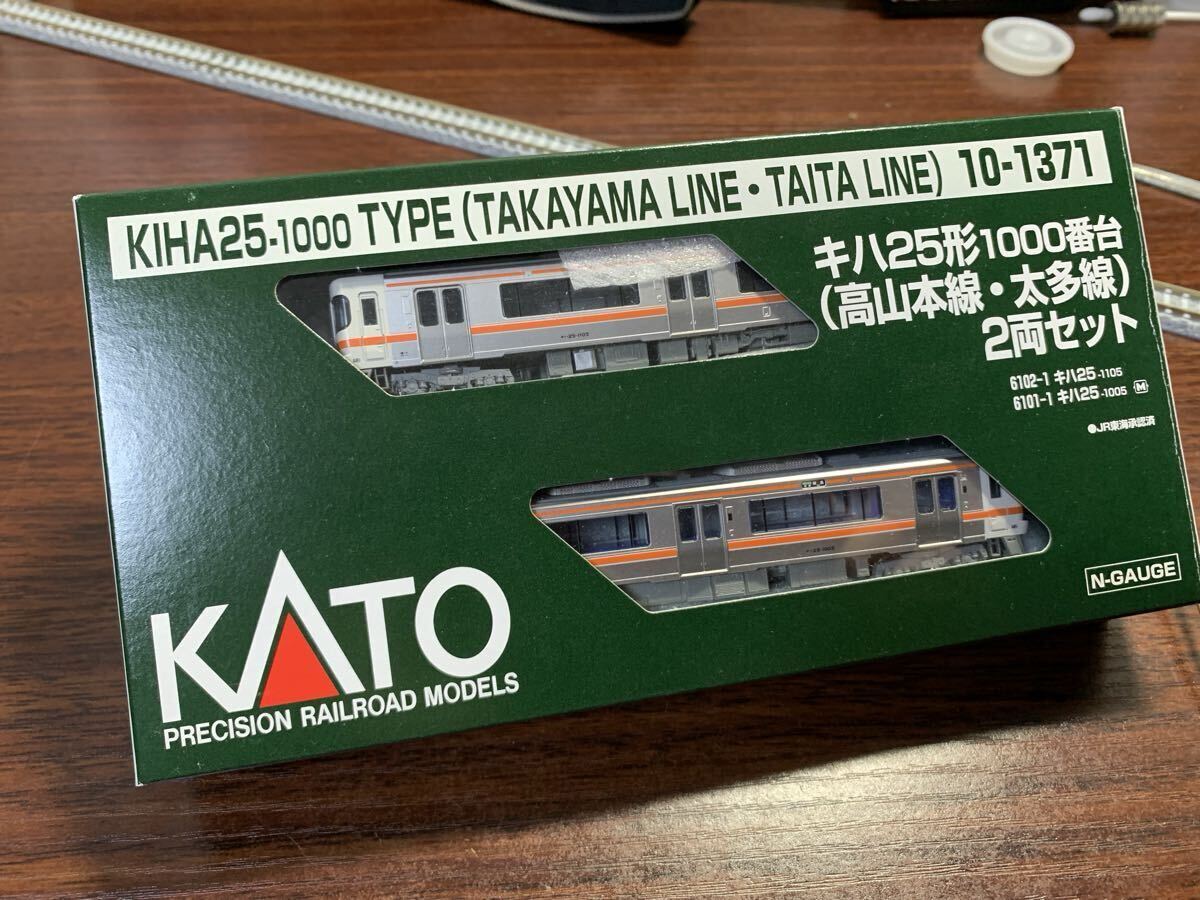 KIHA25-1000 TYPE (TAKAYAMA LINE・TAITA LINE) 10-1371
キハ25形1000番台
(高山本線・太多線)
2両セット
6102-1 キハ25-1105
6101-1 キハ25-1005 M
●JR東海承認済
KATO
PRECISION RAILROAD MODELS
N-GAUGE